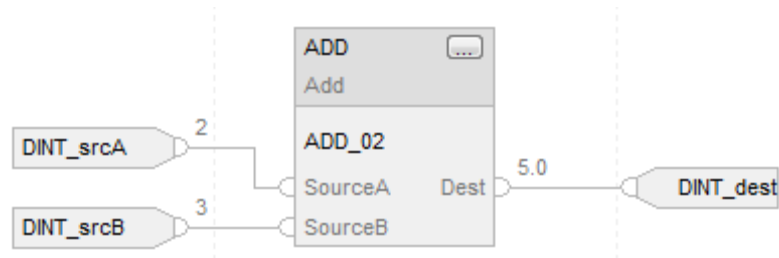 ADD ...
Add
2
DINT_srcA
ADD_02
5.0
SourceA Dest
DINT_dest
3
DINT_srcB
SourceB